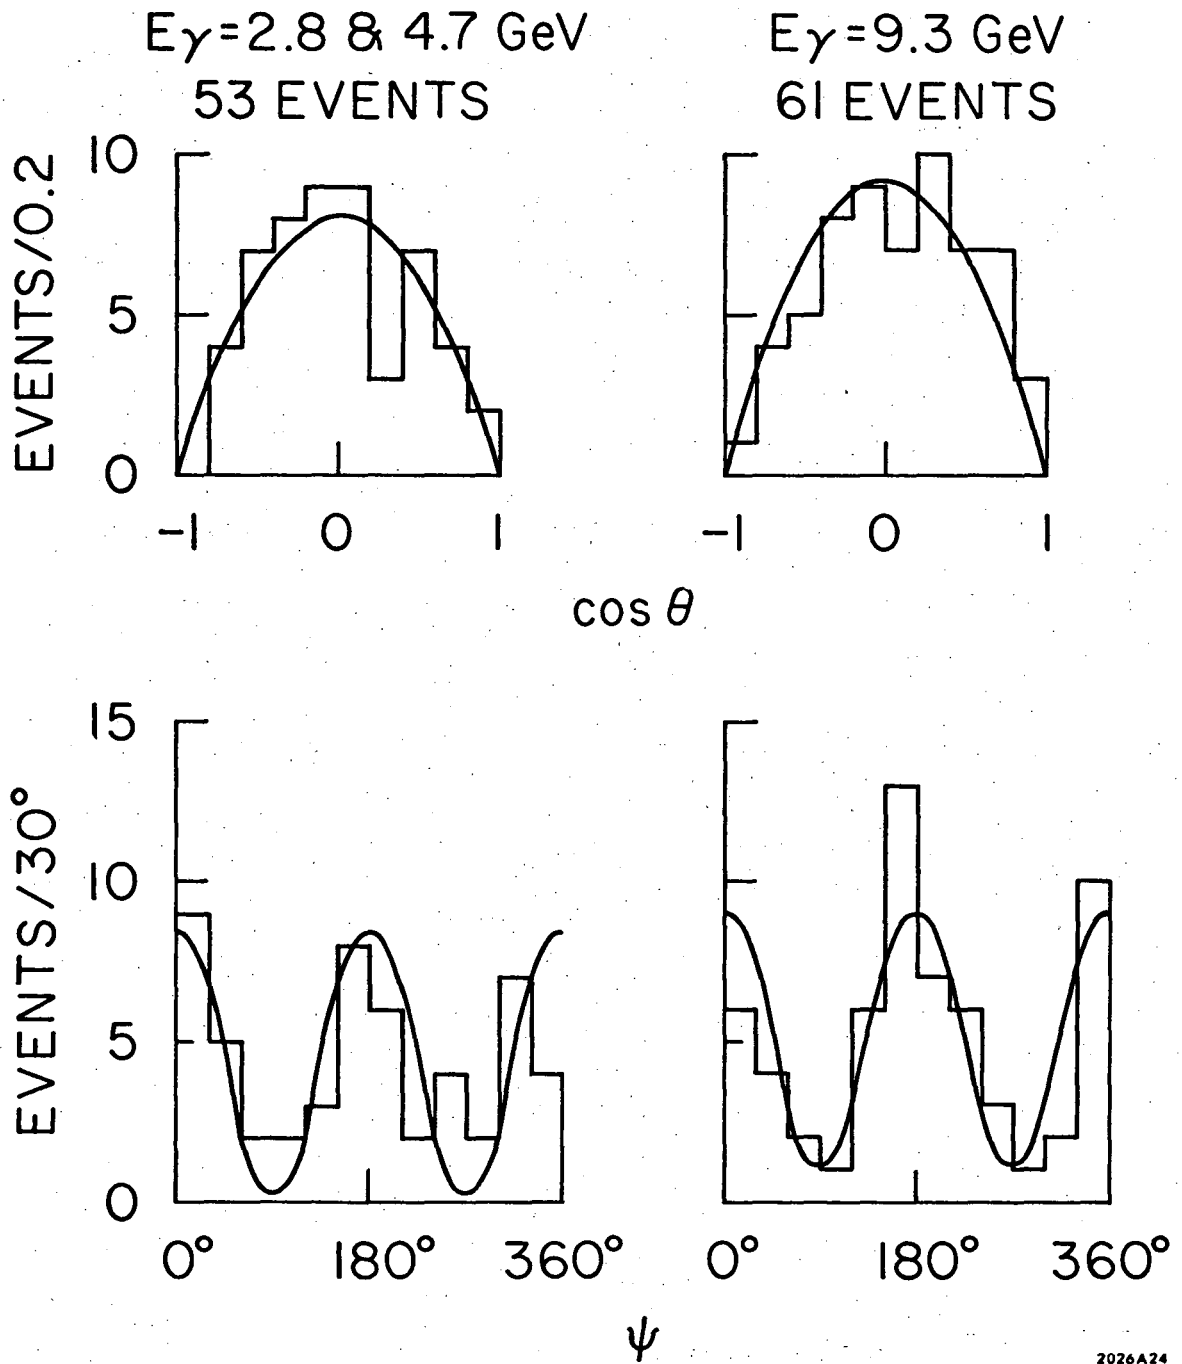 Eγ=2.8 & 4.7 GeV
53 EVENTS
Eγ=9.3 GeV
61 EVENTS
EVENTS/0.2
10
5
0
-1 0 1
-1 0 1
cos θ
EVENTS/30°
15
10
5
0
0° 180° 360°
0° 180° 360°
ψ
2026A24